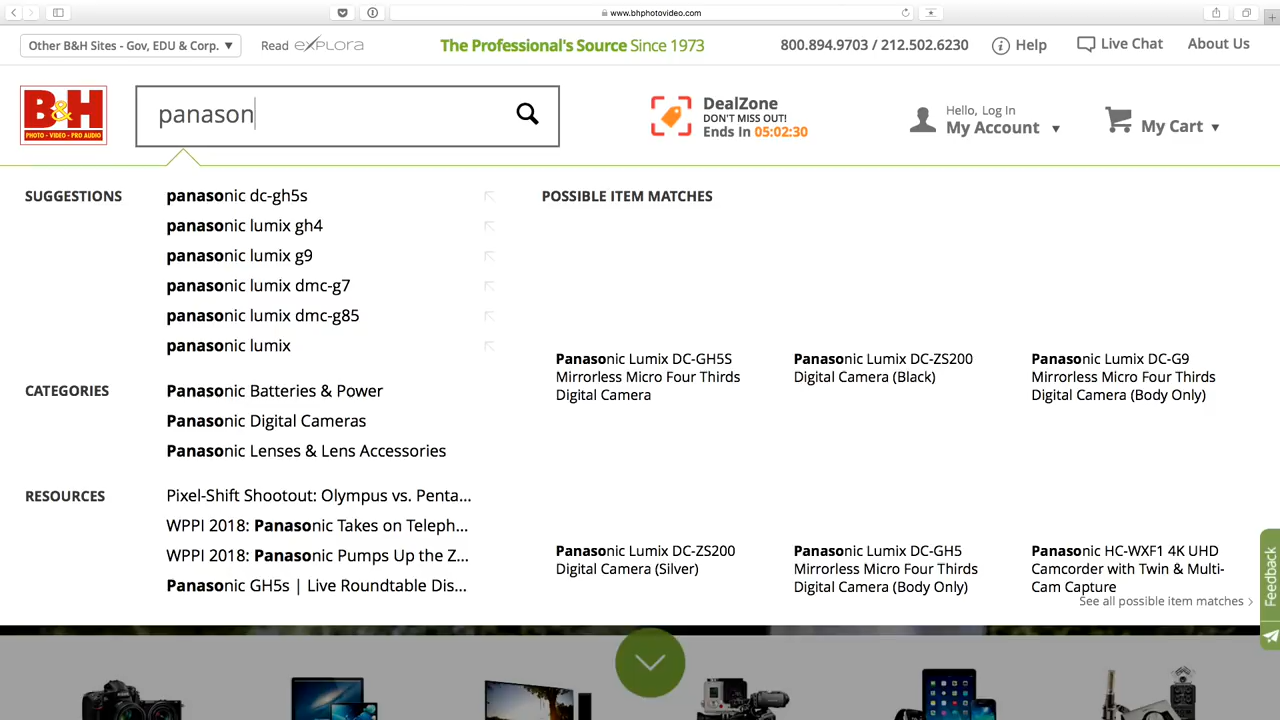 www.bhphotovideo.com
Other B&H Sites - Gov, EDU & Corp. ▼
Read eXPLORA
The Professional's Source Since 1973
800.894.9703 / 212.502.6230
Help
Live Chat
About Us
B&H
PHOTO - VIDEO - PRO AUDIO
panason
DealZone
DON'T MISS OUT!
Ends In 05:02:30
Hello, Log In
My Account ▼
My Cart ▼
SUGGESTIONS
panasonic dc-gh5s
panasonic lumix gh4
panasonic lumix g9
panasonic lumix dmc-g7
panasonic lumix dmc-g85
panasonic lumix
CATEGORIES
Panasonic Batteries & Power
Panasonic Digital Cameras
Panasonic Lenses & Lens Accessories
RESOURCES
Pixel-Shift Shootout: Olympus vs. Penta...
WPPI 2018: Panasonic Takes on Teleph...
WPPI 2018: Panasonic Pumps Up the Z...
Panasonic GH5s | Live Roundtable Dis...
POSSIBLE ITEM MATCHES
Panasonic Lumix DC-GH5S
Mirrorless Micro Four Thirds
Digital Camera
Panasonic Lumix DC-ZS200
Digital Camera (Black)
Panasonic Lumix DC-G9
Mirrorless Micro Four Thirds
Digital Camera (Body Only)
Panasonic Lumix DC-ZS200
Digital Camera (Silver)
Panasonic Lumix DC-GH5
Mirrorless Micro Four Thirds
Digital Camera (Body Only)
Panasonic HC-WXF1 4K UHD
Camcorder with Twin & Multi-
Cam Capture
See all possible item matches >
Feedback